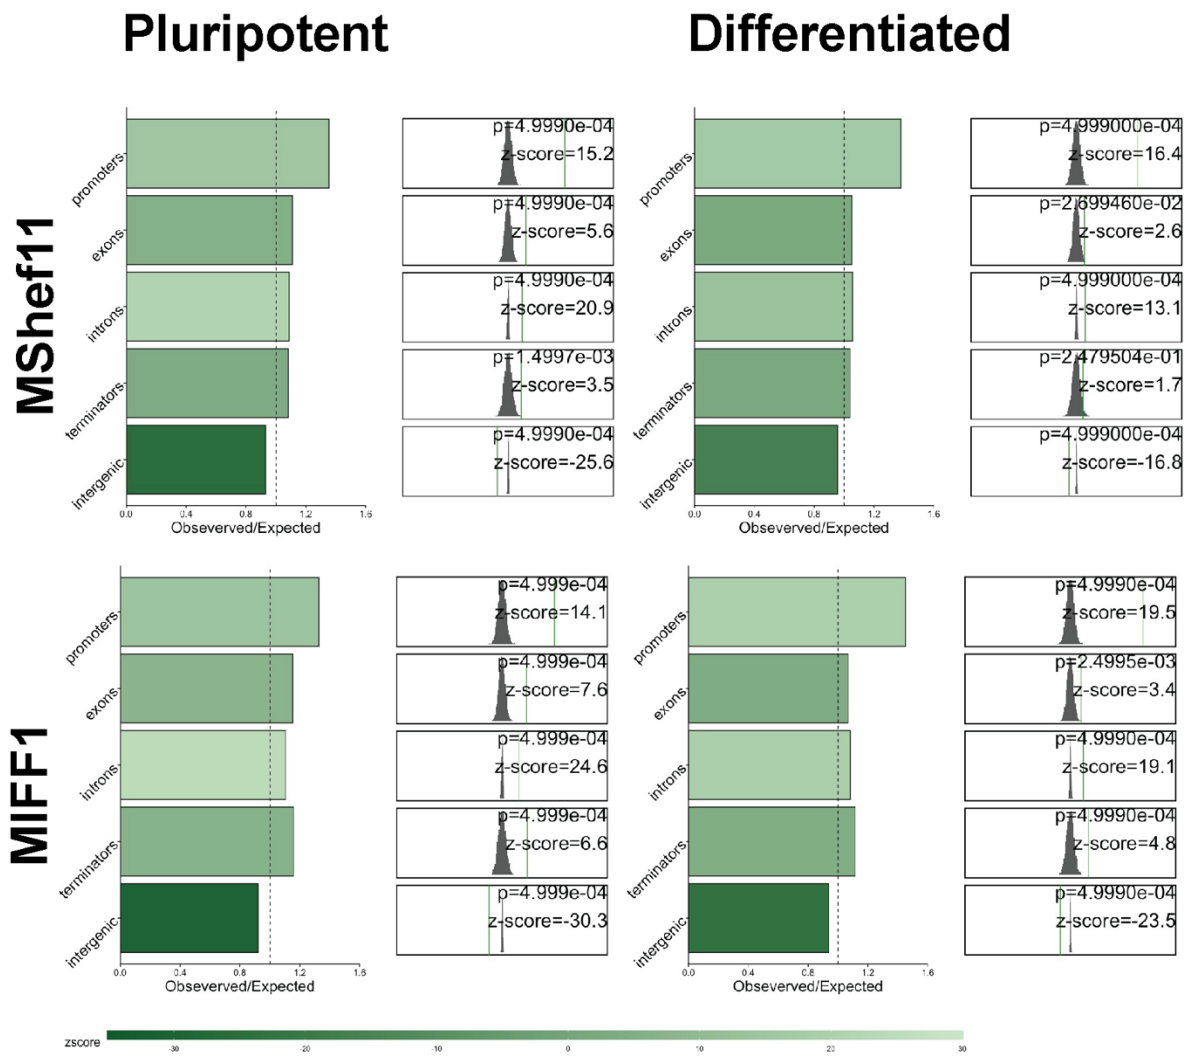 Pluripotent
Differentiated
MShef11
promoters
exons
introns
terminators
intergenic
0.0 0.4 0.8 1.2 1.6
Obseverved/Expected
p=4.9990e-04
z-score=15.2
p=4.9990e-04
z-score=5.6
p=4.9990e-04
z-score=20.9
p=1.4997e-03
z-score=3.5
p=4.9990e-04
z-score=-25.6
promoters
exons
introns
terminators
intergenic
0.0 0.4 0.8 1.2 1.6
Obseverved/Expected
p=4.999000e-04
z-score=16.4
p=2.699460e-02
z-score=2.6
p=4.999000e-04
z-score=13.1
p=2.479504e-01
z-score=1.7
p=4.999000e-04
z-score=-16.8
MIFF1
promoters
exons
introns
terminators
intergenic
0.0 0.4 0.8 1.2 1.6
Obseverved/Expected
p=4.999e-04
z-score=14.1
p=4.999e-04
z-score=7.6
p=4.999e-04
z-score=24.6
p=4.999e-04
z-score=6.6
p=4.999e-04
z-score=-30.3
promoters
exons
introns
terminators
intergenic
0.0 0.4 0.8 1.2 1.6
Obseverved/Expected
p=4.9990e-04
z-score=19.5
p=2.4995e-03
z-score=3.4
p=4.9990e-04
z-score=19.1
p=4.9990e-04
z-score=4.8
p=4.9990e-04
z-score=-23.5
zscore
-30 -20 -10 0 10 20 30